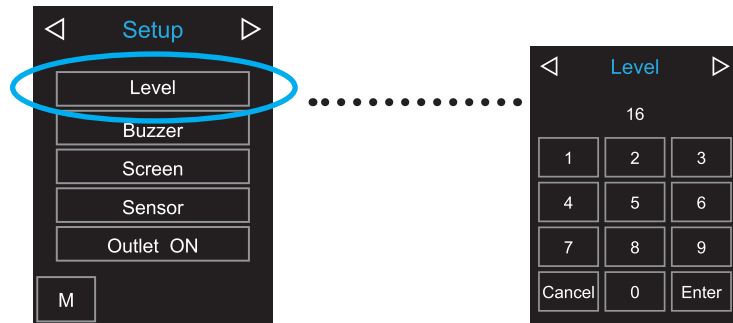 Setup
Level
Buzzer
Screen
Sensor
Outlet ON
M
Level
16
1 2 3
4 5 6
7 8 9
Cancel 0 Enter